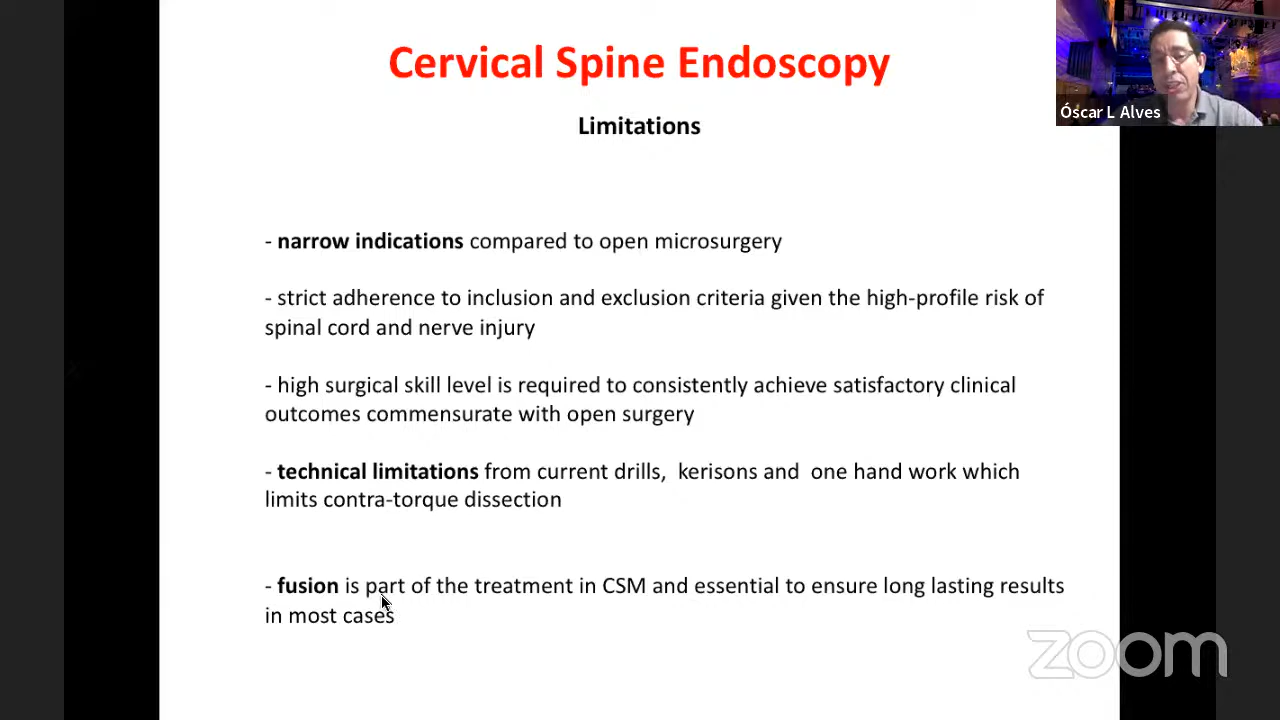 Cervical Spine Endoscopy
Óscar L Alves
Limitations
- narrow indications compared to open microsurgery
- strict adherence to inclusion and exclusion criteria given the high-profile risk of
spinal cord and nerve injury
- high surgical skill level is required to consistently achieve satisfactory clinical
outcomes commensurate with open surgery
- technical limitations from current drills,  kerisons and  one hand work which
limits contra-torque dissection
- fusion is part of the treatment in CSM and essential to ensure long lasting results
in most cases
zoom